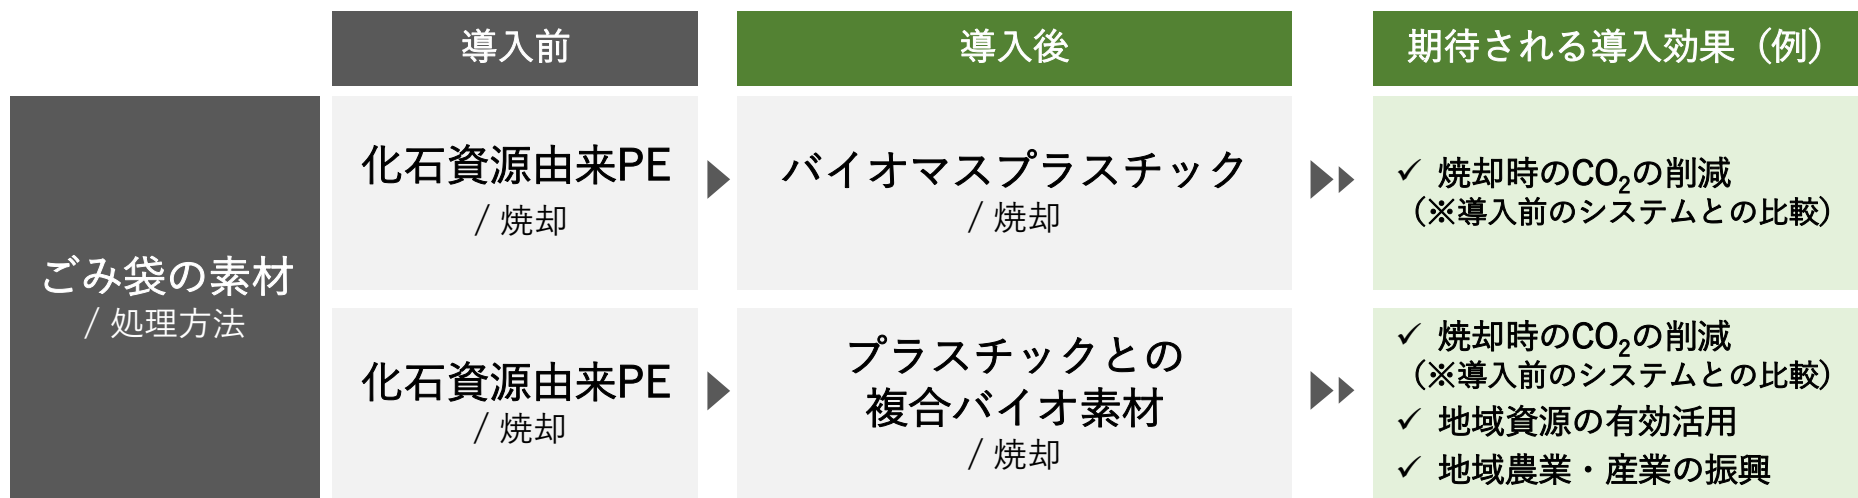 導入前
導入後
期待される導入効果（例）
ごみ袋の素材
/ 処理方法
化石資源由来PE
/ 焼却
バイオマスプラスチック
/ 焼却
✓ 焼却時のCO₂の削減
（※導入前のシステムとの比較）
化石資源由来PE
/ 焼却
プラスチックとの
複合バイオ素材
/ 焼却
✓ 焼却時のCO₂の削減
（※導入前のシステムとの比較）
✓ 地域資源の有効活用
✓ 地域農業・産業の振興